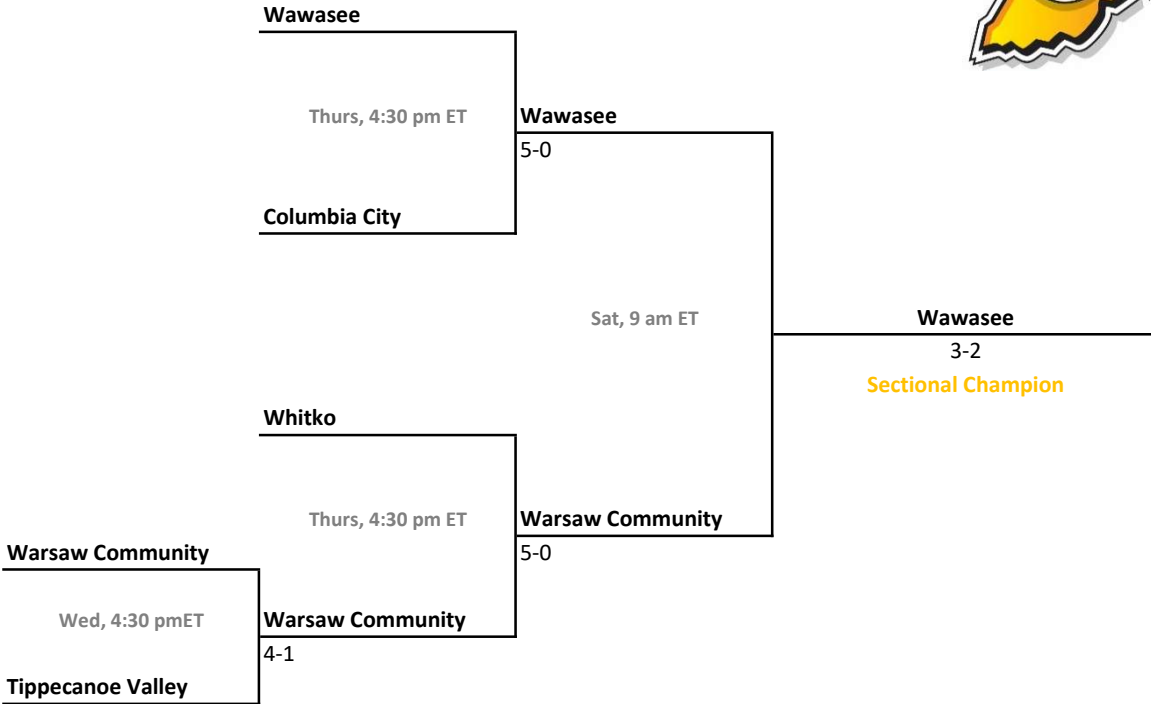 Wawasee
Thurs, 4:30 pm ET
Wawasee
5-0
Columbia City
Sat, 9 am ET
Wawasee
3-2
Sectional Champion
Whitko
Thurs, 4:30 pm ET
Warsaw Community
5-0
Warsaw Community
Wed, 4:30 pmET
Warsaw Community
4-1
Tippecanoe Valley